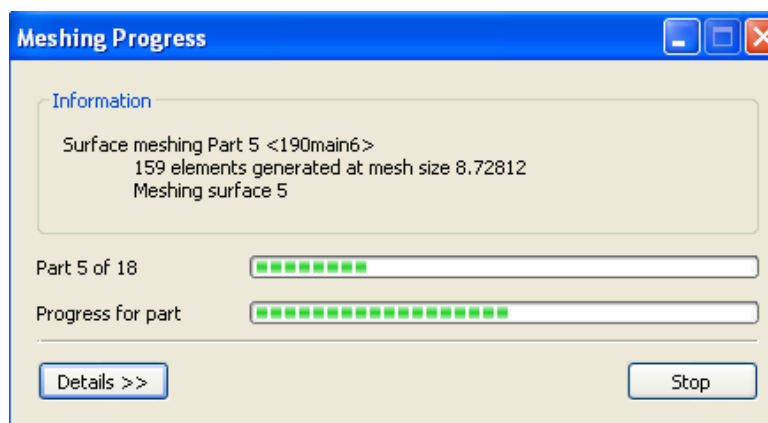 Meshing Progress
Information
Surface meshing Part 5 <190main6>
159 elements generated at mesh size 8.72812
Meshing surface 5
Part 5 of 18
Progress for part
Details >>
Stop